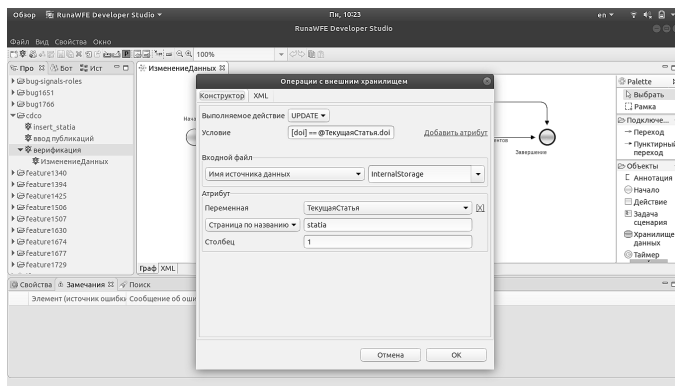 Обзор RunaWFE Developer Studio ▾ Пн, 10:23 en ▾
RunaWFE Developer Studio
Файл Вид Свойства Окно
100%
Про Бот Ист
ИзменениеДанных
bug-signals-roles
bug1651
bug1766
cdco
insert_statia
ввод публикаций
верификация
ИзменениеДанных
feature1340
feature1394
feature1425
feature1506
feature1507
feature1630
feature1674
feature1677
feature1729
Нача
Завершение
Граф XML
Операции с внешним хранилищем
Конструктор XML
Выполняемое действие UPDATE
Условие [doi] == @ТекущаяСтатья.doi Добавить атрибут
Входной файл
Имя источника данных InternalStorage
Атрибут
Переменная ТекущаяСтатья [X]
Страница по названию statia
Столбец 1
Отмена OK
Palette
Выбрать
Рамка
Подключе...
Переход
Пунктирный
переход
Объекты
Аннотация
Начало
Действие
Задача
сценария
Хранилище
данных
Таймер
Свойства Замечания Поиск
Элемент (источник ошибки Сообщение об оши